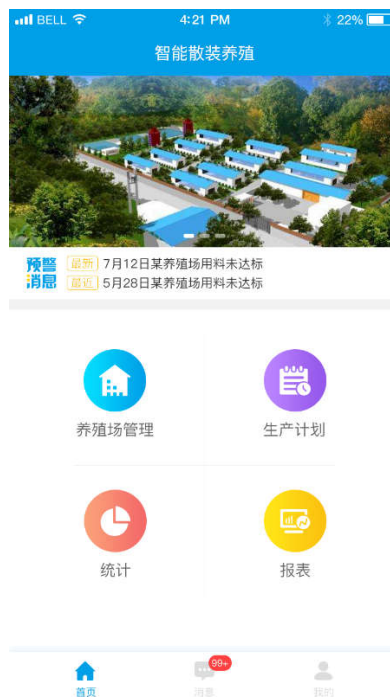 BELL 4:21 PM 22%
智能散装养殖
预警消息
最新 7月12日某养殖场用料未达标
最近 5月28日某养殖场用料未达标
养殖场管理
生产计划
统计
报表
99+
首页
消息
我的